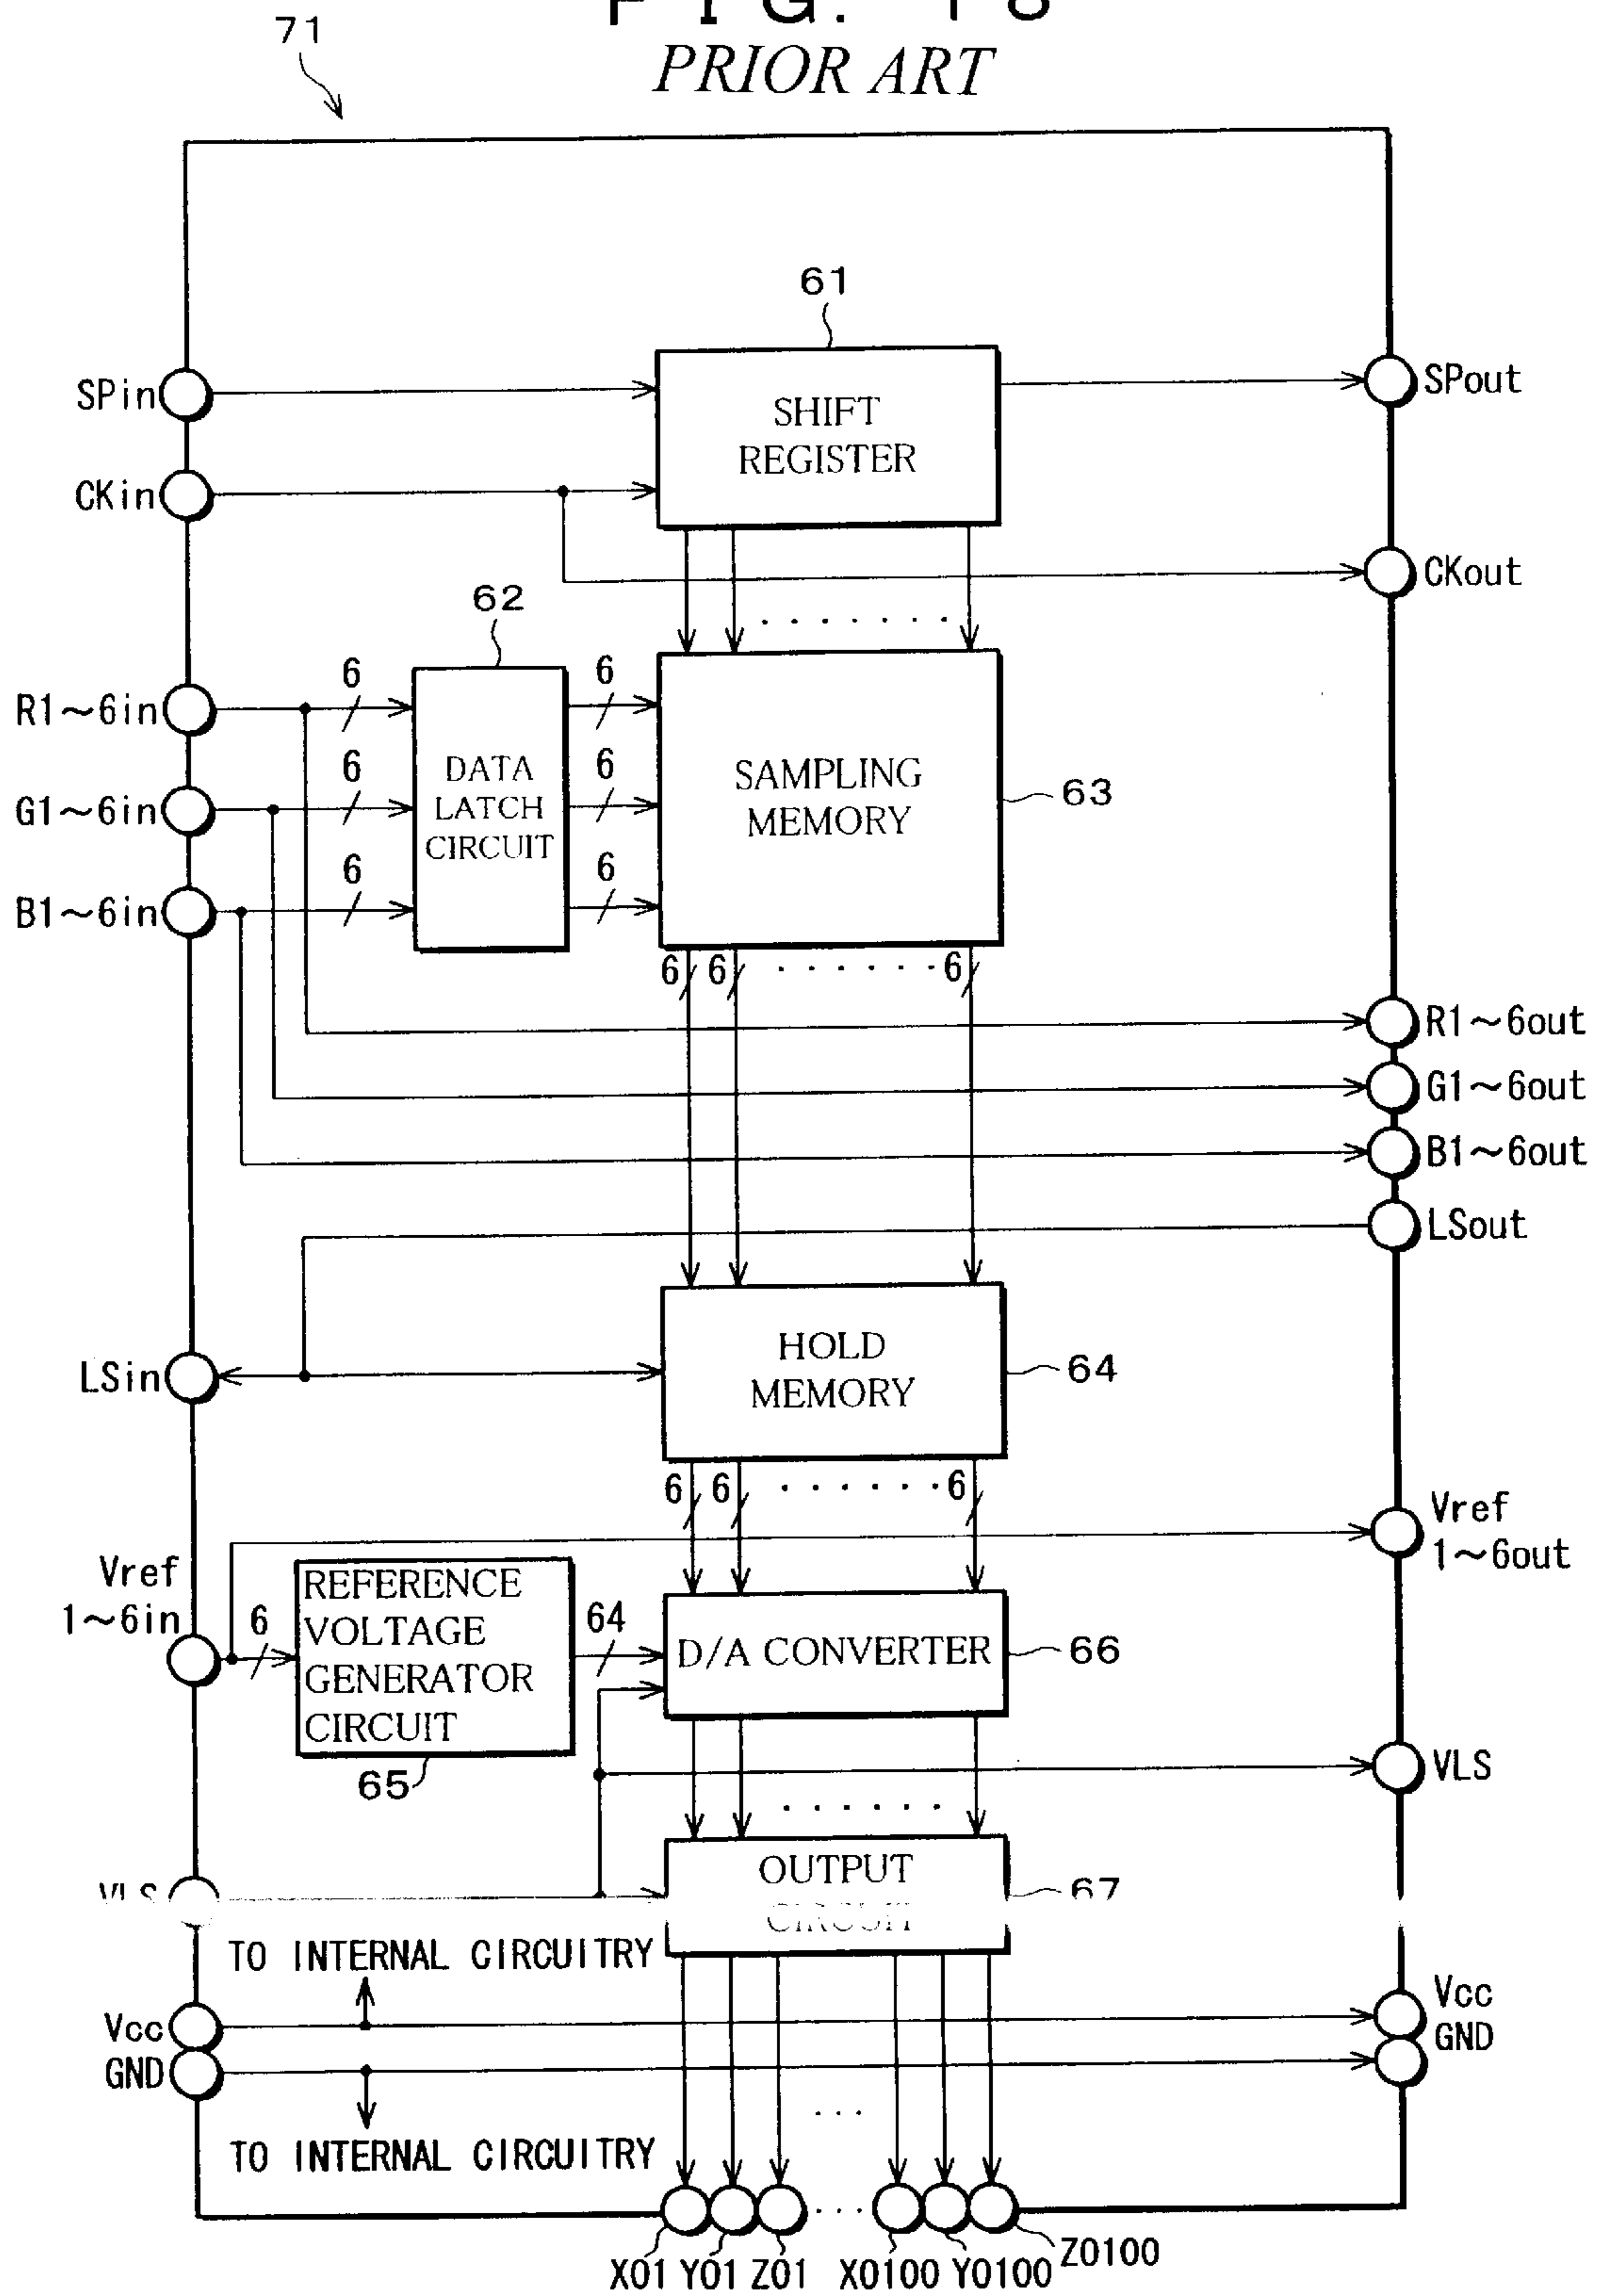 FIG. 18
PRIOR ART
71
61
SPin
SHIFT
REGISTER
SPout
CKin
CKout
62
R1~6in
6
6
G1~6in
6
6
B1~6in
6
6
DATA
LATCH
CIRCUIT
SAMPLING
MEMORY
63
6 6 · · · · · · 6
R1~6out
G1~6out
B1~6out
LSout
LSin
HOLD
MEMORY
64
6 6 · · · · · · 6
Vref
1~6out
Vref
1~6in
6
REFERENCE
VOLTAGE
GENERATOR
CIRCUIT
65
64
D/A CONVERTER
66
VLS
VLS
OUTPUT
CIRCUIT
67
TO INTERNAL CIRCUITRY
Vcc
GND
Vcc
GND
TO INTERNAL CIRCUITRY
X01 Y01 Z01 X0100 Y0100 Z0100